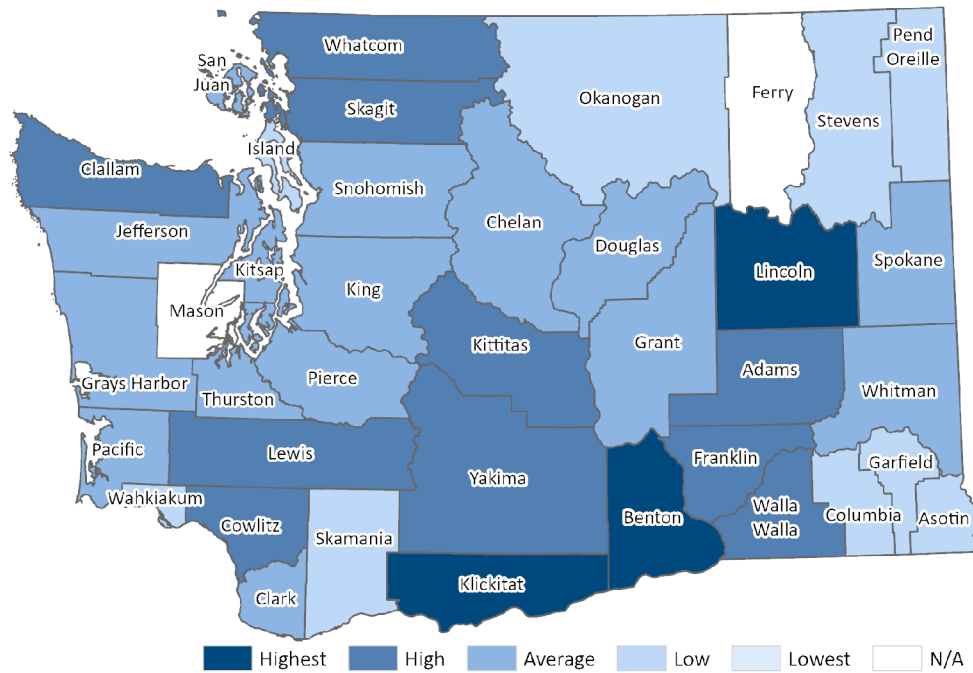 Whatcom
San
Juan
Skagit
Okanogan
Ferry
Pend
Oreille
Stevens
Island
Clallam
Snohomish
Jefferson
Chelan
Douglas
Lincoln
Spokane
Kitsap
King
Mason
Kittitas
Grant
Adams
Pierce
Grays Harbor
Thurston
Whitman
Pacific
Lewis
Yakima
Franklin
Garfield
Wahkiakum
Cowlitz
Skamania
Benton
Walla
Walla
Columbia
Asotin
Klickitat
Clark
Highest High Average Low Lowest N/A